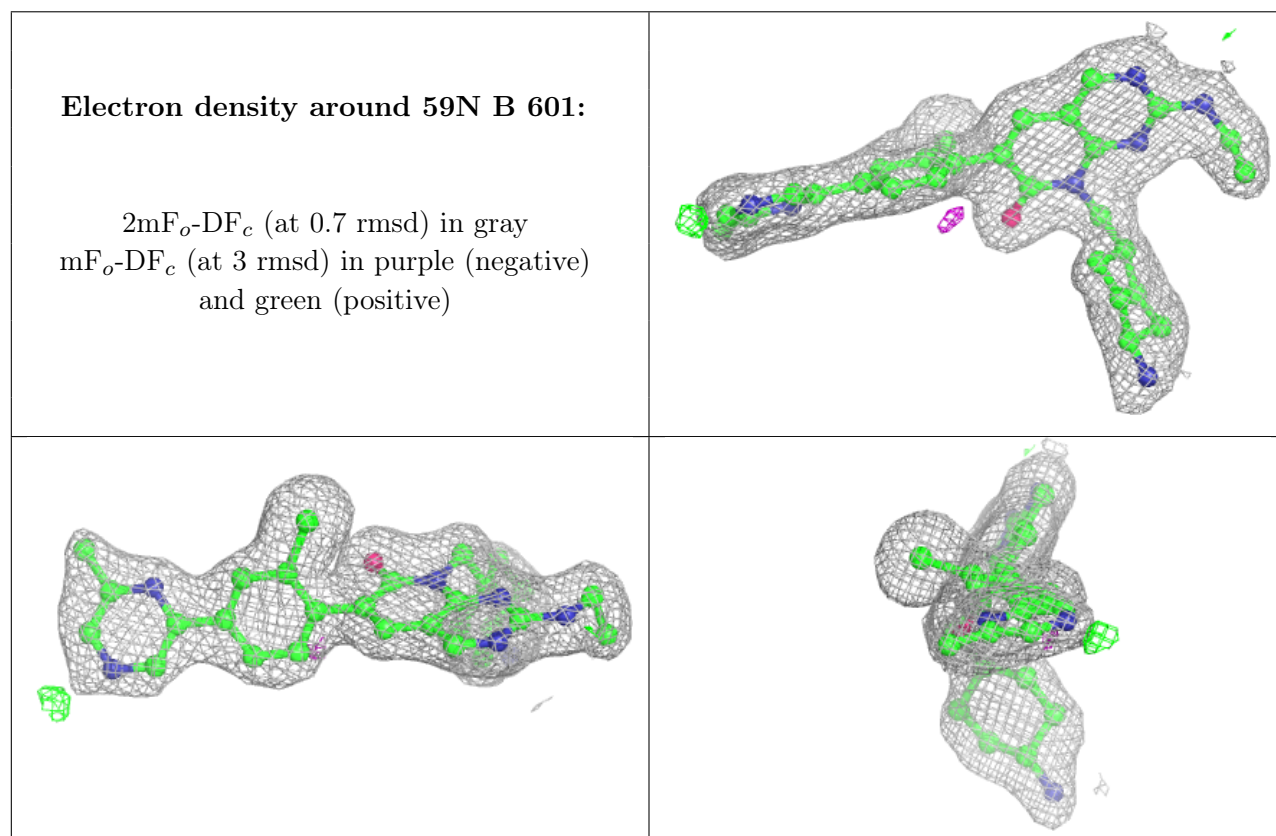 Electron density around 59N B 601:
2mFo-DFc (at 0.7 rmsd) in gray
mFo-DFc (at 3 rmsd) in purple (negative)
and green (positive)